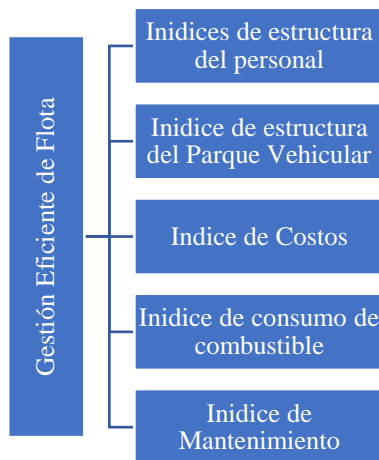 Gestión Eficiente de Flota
Inidices de estructura
del personal
Inidice de estructura
del Parque Vehicular
Indice de Costos
Inidice de consumo de
combustible
Inidice de
Mantenimiento